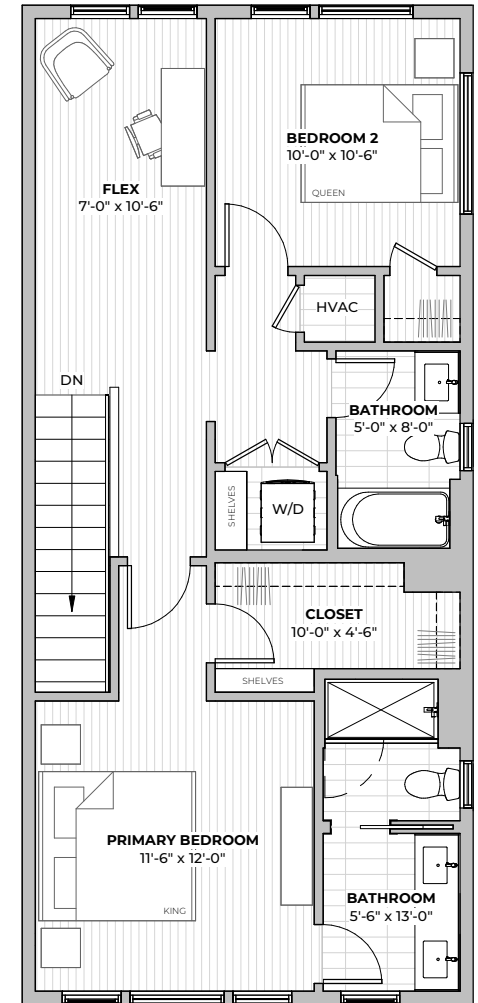 BEDROOM 2
10'-0" x 10'-6"
QUEEN
FLEX
7'-0" x 10'-6"
HVAC
DN
BATHROOM
5'-0" x 8'-0"
SHELVES
W/D
CLOSET
10'-0" x 4'-6"
SHELVES
PRIMARY BEDROOM
11'-6" x 12'-0"
KING
BATHROOM
5'-6" x 13'-0"